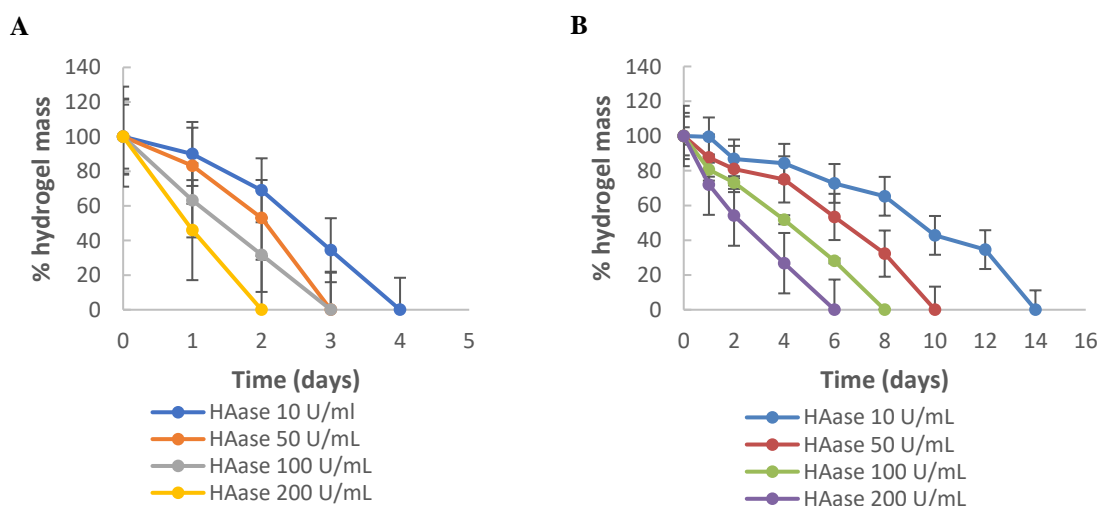 A
140
120
100
80
60
40
20
0
% hydrogel mass
0 1 2 3 4 5
Time (days)
HAase 10 U/ml
HAase 50 U/mL
HAase 100 U/mL
HAase 200 U/mL
B
140
120
100
80
60
40
20
0
% hydrogel mass
0 2 4 6 8 10 12 14 16
Time (days)
HAase 10 U/mL
HAase 50 U/mL
HAase 100 U/mL
HAase 200 U/mL